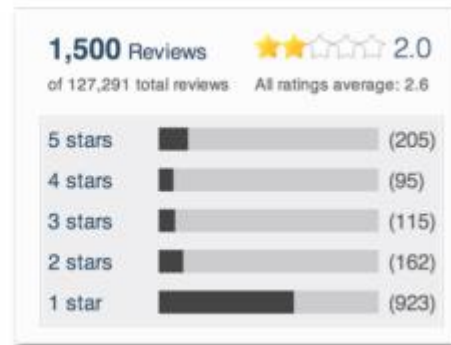 1,500 Reviews 2.0
of 127,291 total reviews All ratings average: 2.6
5 stars (205)
4 stars (95)
3 stars (115)
2 stars (162)
1 star (923)